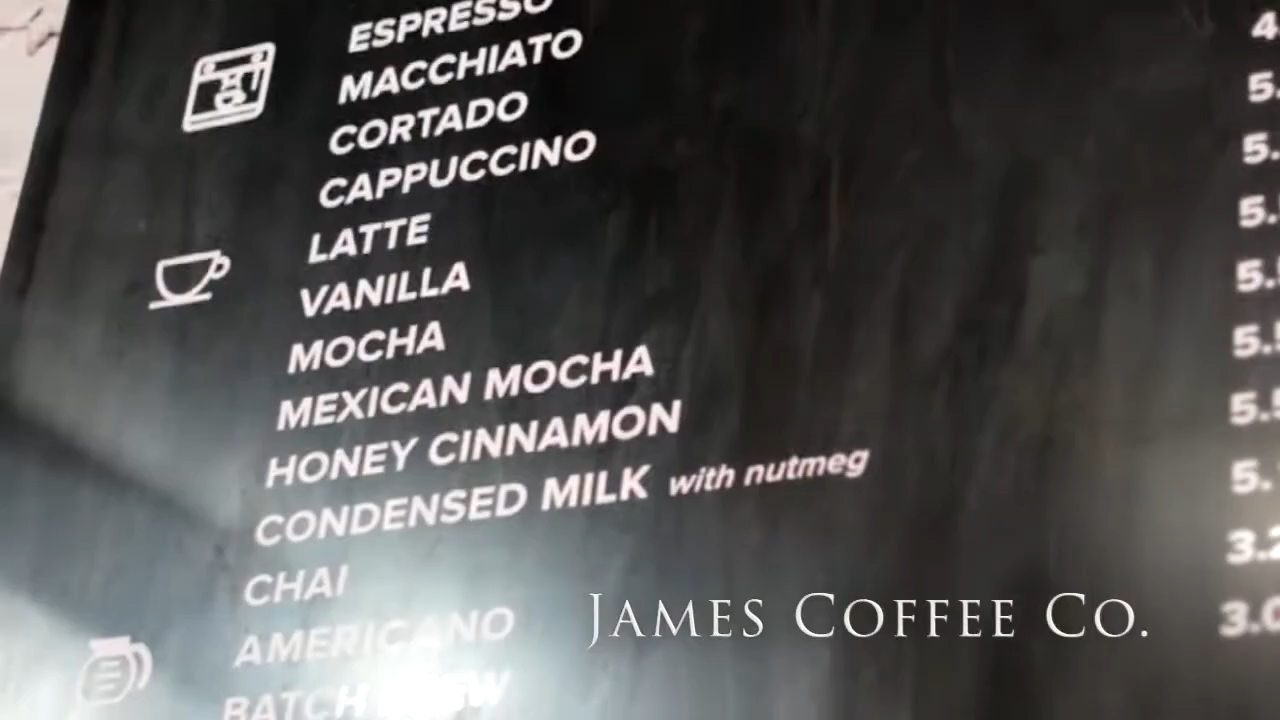 ESPRESSO
MACCHIATO
CORTADO
CAPPUCCINO
LATTE
VANILLA
MOCHA
MEXICAN MOCHA
HONEY CINNAMON
CONDENSED MILK with nutmeg
CHAI
AMERICANO
BATCH
JAMES COFFEE CO.